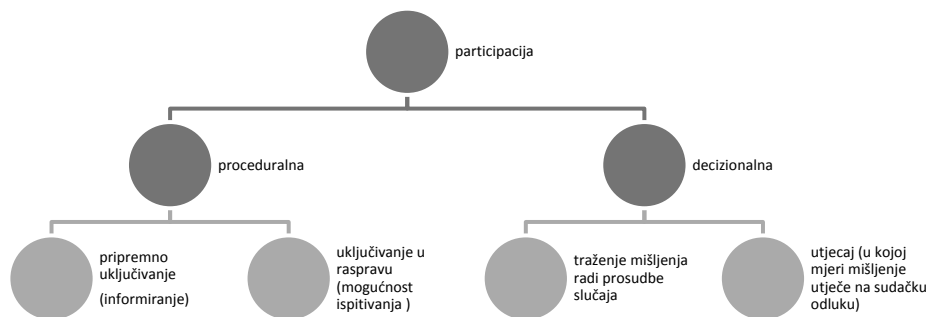 participacija
proceduralna
decizionalna
pripremno
uključivanje
(informiranje)
uključivanje u
raspravu
(mogućnost
ispitivanja )
traženje mišljenja
radi prosudbe
slučaja
utjecaj (u kojoj
mjeri mišljenje
utječe na sudačku
odluku)